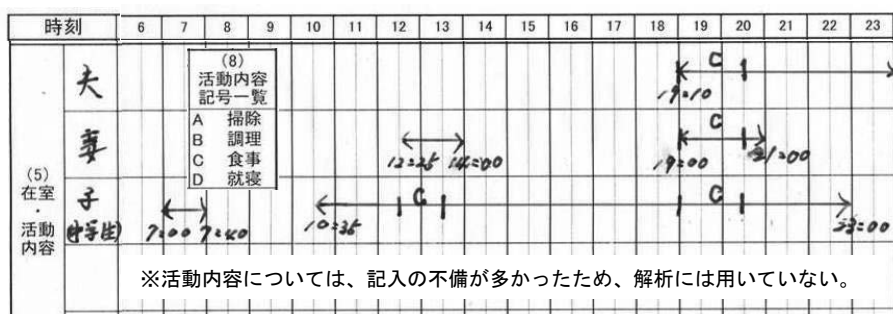 時刻 6 7 8 9 10 11 12 13 14 15 16 17 18 19 20 21 22 23
(8)
活動内容
記号一覧
A 掃除
B 調理
C 食事
D 就寝
(5)
在室
・
活動
内容
夫 C
19:10
妻 C
12:25 14:00 19:00 21:00
子 C C
(中学生) 7:00 7:40 10:35 23:00
※活動内容については、記入の不備が多かったため、解析には用いていない。